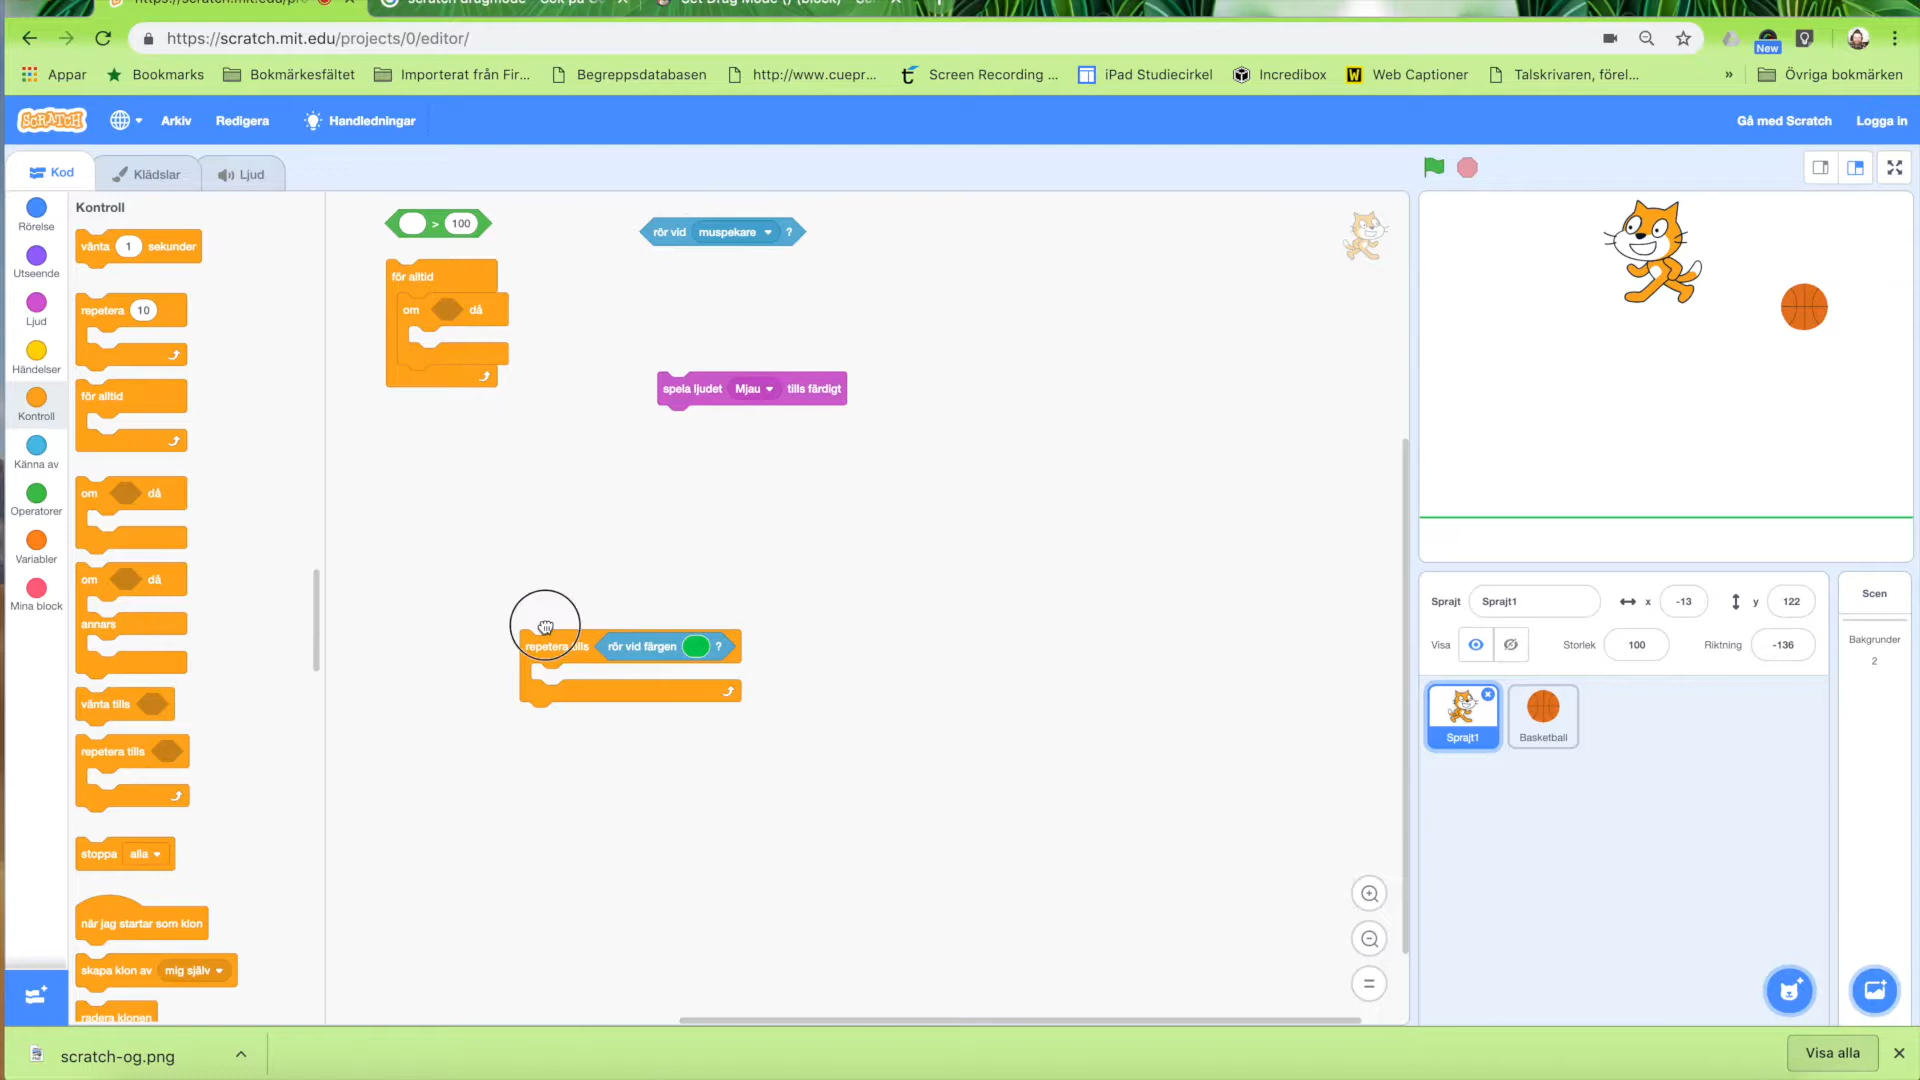 https://scratch.mit.edu/projects/0/editor/
New
Appar
Bookmarks
Bokmärkesfältet
Importerat från Fir...
Begreppsdatabasen
http://www.cuepr...
Screen Recording ...
iPad Studiecirkel
Incredibox
Web Captioner
Talskrivaren, förel...
»
Övriga bokmärken
SCRATCH
Arkiv
Redigera
Handledningar
Gå med Scratch
Logga in
Kod
Klädslar
Ljud
Rörelse
Utseende
Ljud
Händelser
Kontroll
Känna av
Operatorer
Variabler
Mina block
Kontroll
vänta 1 sekunder
repetera 10
för alltid
om då
om då
annars
vänta tills
repetera tills
stoppa alla
när jag startar som klon
skapa klon av mig själv
radera klonen
> 100
för alltid
om då
rör vid muspekare ?
spela ljudet Mjau tills färdigt
repetera tills rör vid färgen ?
Sprajt Sprajt1 x -13 y 122
Visa Storlek 100 Riktning -136
Sprajt1
Basketball
Scen
Bakgrunder
2
scratch-og.png
Visa alla